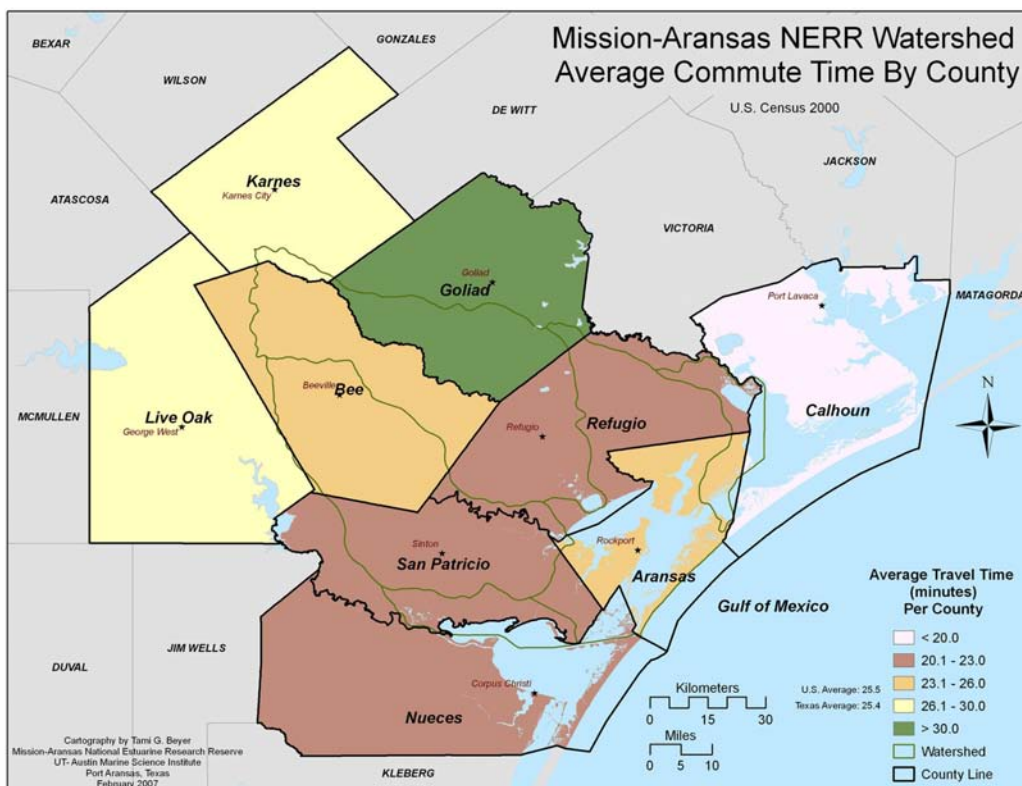 Mission-Aransas NERR Watershed
Average Commute Time By County
U.S. Census 2000
BEXAR
GONZALES
WILSON
DE WITT
JACKSON
ATASCOSA
Karnes
Karnes City
VICTORIA
Goliad
Goliad
MATAGORDA
Port Lavaca
MCMULLEN
Beeville
Bee
Live Oak
George West
Refugio
Refugio
Calhoun
N
Sinton
San Patricio
Rockport
Aransas
Gulf of Mexico
DUVAL
JIM WELLS
Corpus Christi
Nueces
KLEBERG
Kilometers
0 5 10 15 20 30
Miles
0 5 10
U.S. Average: 25.5
Texas Average: 25.4
Average Travel Time
(minutes)
Per County
< 20.0
20.1 - 23.0
23.1 - 26.0
26.1 - 30.0
> 30.0
Watershed
County Line
Cartography by Tami G. Beyer
Mission-Aransas National Estuarine Research Reserve
UT- Austin Marine Science Institute
Port Aransas, Texas
February 2007